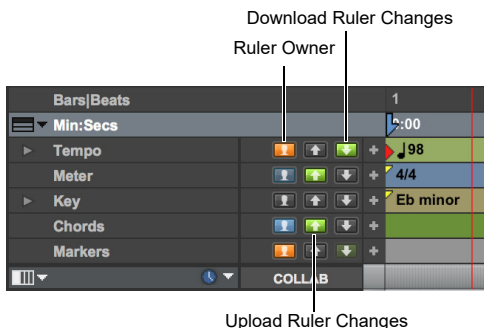 Download Ruler Changes
Ruler Owner
Bars|Beats 1
Min:Secs 0:00
Tempo + 98
Meter + 4/4
Key + Eb minor
Chords +
Markers +
COLLAB
Upload Ruler Changes